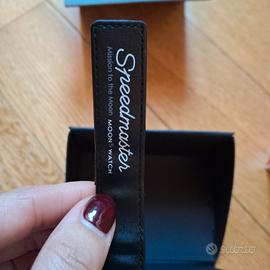 Speedmaster
Mission to the Moon
MOON WATCH
subito